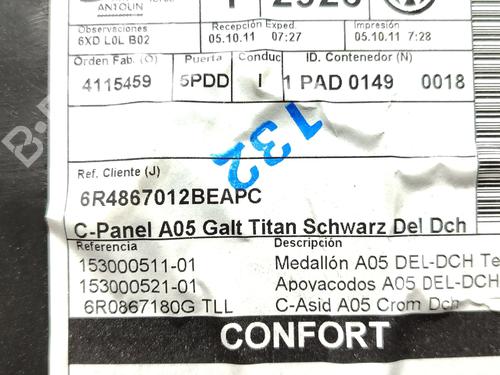 ANTOLIN
Observaciones
6XD L0L B02
Recepción Exped.
05.10.11 07:27
Impresión
05.10.11 7:28
Orden Fab. (O)
4115459
Puerta
5PDD
Conduc
I
ID. Contenedor (N)
1 PAD 0149 0018
132
Ref. Cliente (J)
6R4867012BEAPC
C-Panel A05 Galt Titan Schwarz Del Dch
Referencia
Descripción
153000511-01
Medallón A05 DEL-DCH Te
153000521-01
Apoyacodos A05 DEL-DCH
6R0867180G TLL
C-Asid A05 Crom Dch
CONFORT